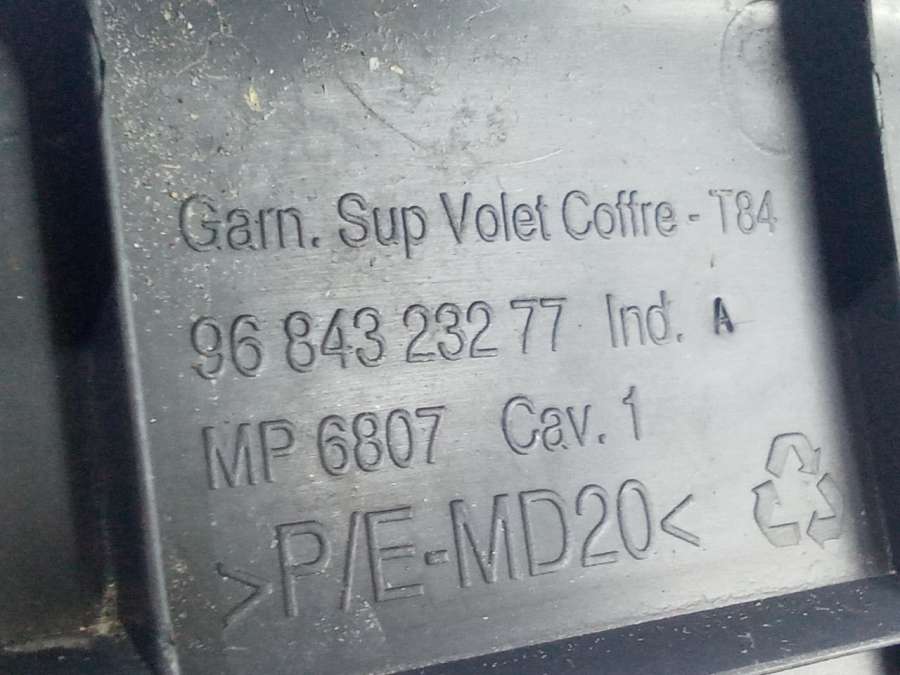 Garn. Sup Volet Coffre - T84
96 843 232 77 Ind. A
MP 6807 Cav. 1
>P/E-MD20<